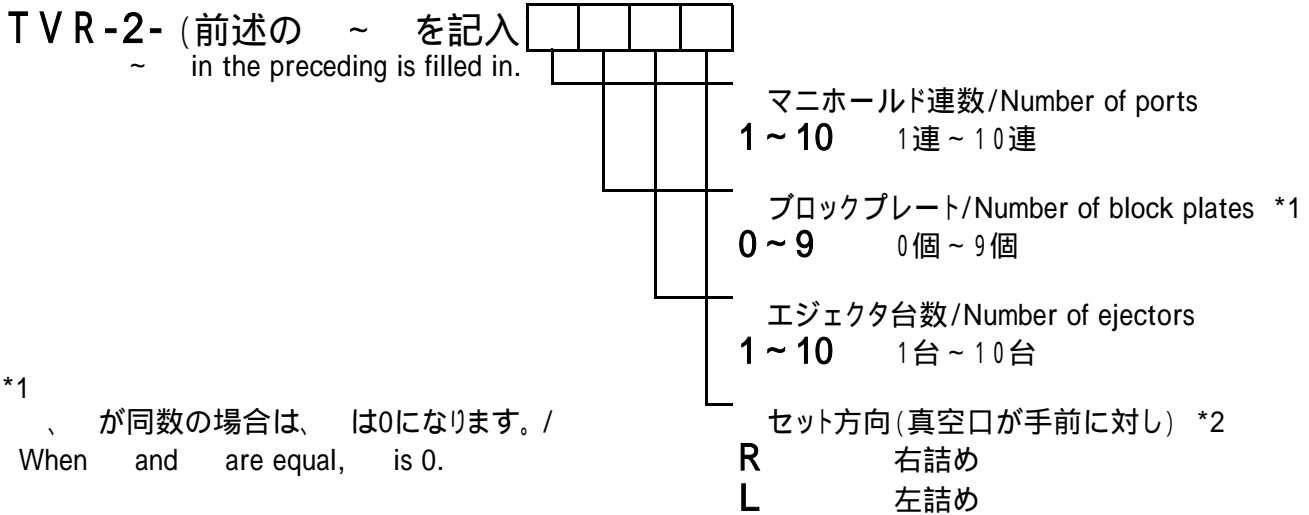 TVR-2-(前述の ~ を記入
~ in the preceding is filled in.
マニホールド連数/Number of ports
1~10 1連~10連
ブロックプレート/Number of block plates *1
0~9 0個~9個
エジェクタ台数/Number of ejectors
1~10 1台~10台
*1
、 が同数の場合は、 は0になります。/
When and are equal, is 0.
セット方向(真空口が手前に対し) *2
R 右詰め
L 左詰め